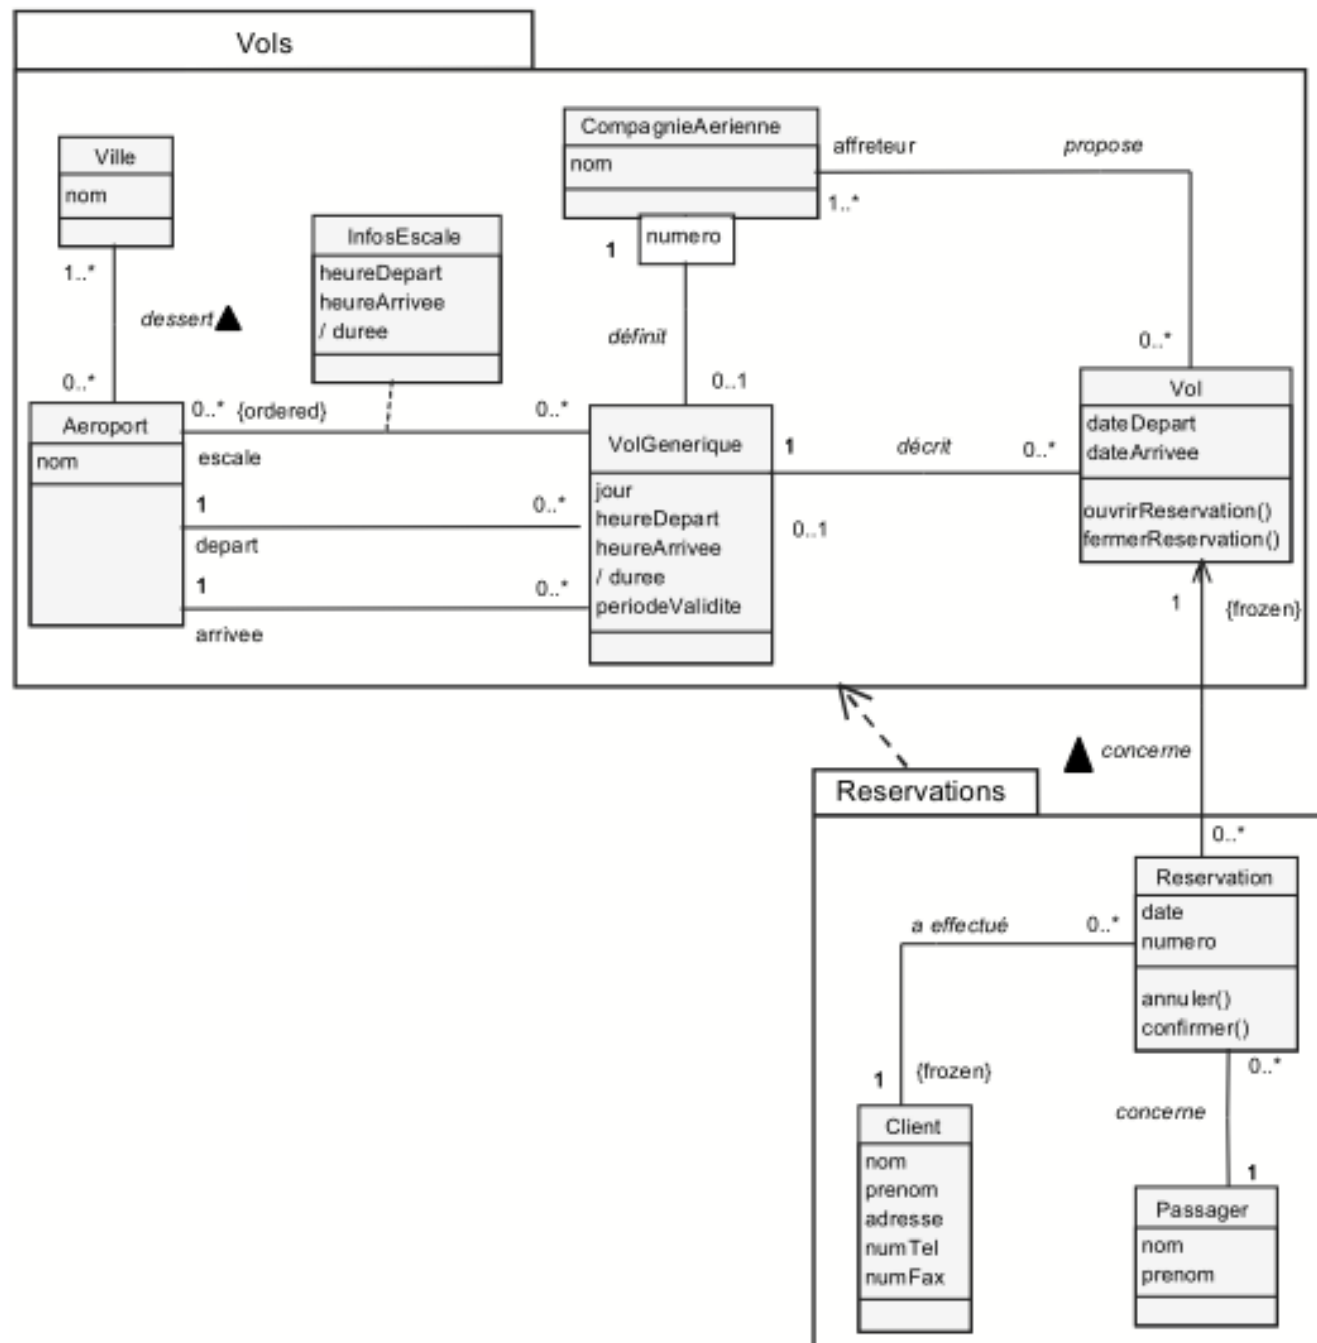 Vols
CompagnieAerienne
nom
affreteur
propose
1..*
1
numero
Ville
nom
1..*
dessert
0..*
InfosEscale
heureDepart
heureArrivee
/ duree
définit
0..1
0..*
Aeroport
nom
0..* {ordered}
0..*
escale
1
0..*
depart
1
0..*
arrivee
VolGenerique
jour
heureDepart
heureArrivee
/ duree
periodeValidite
1
décrit
0..*
0..1
Vol
dateDepart
dateArrivee
ouvrirReservation()
fermerReservation()
1
{frozen}
concerne
Reservations
0..*
Reservation
date
numero
annuler()
confirmer()
a effectué
0..*
1
{frozen}
0..*
concerne
1
Client
nom
prenom
adresse
numTel
numFax
Passager
nom
prenom